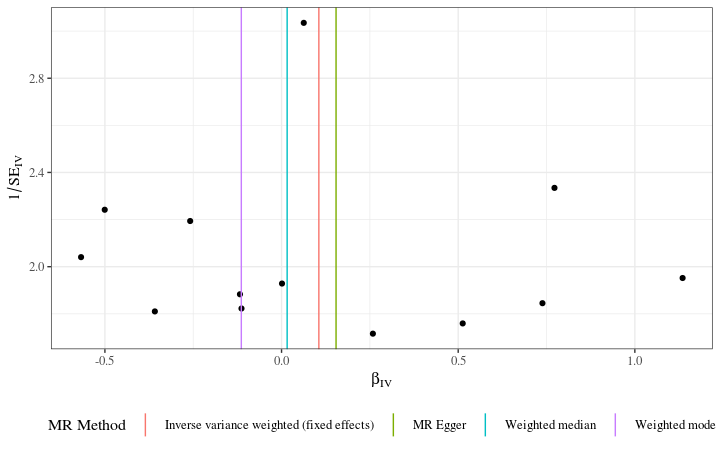 2.8
2.4
2.0
1/SE_IV
-0.5 0.0 0.5 1.0
β_IV
MR Method Inverse variance weighted (fixed effects) MR Egger Weighted median Weighted mode